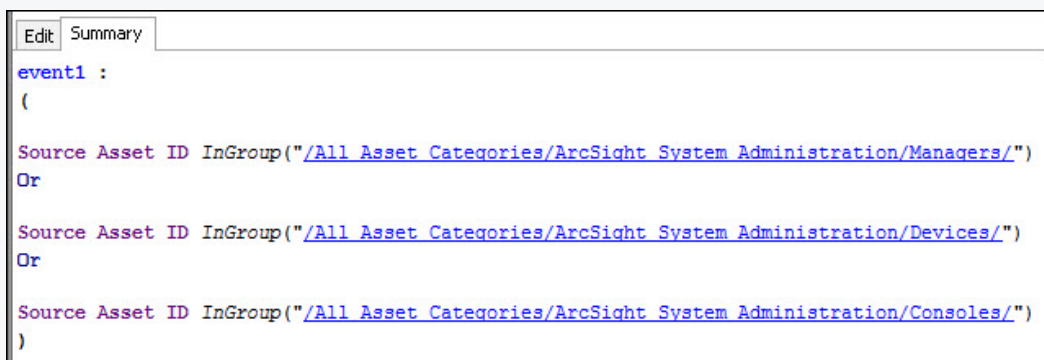 Edit Summary
event1 :
(
Source Asset ID InGroup("/All Asset Categories/ArcSight System Administration/Managers/")
Or
Source Asset ID InGroup("/All Asset Categories/ArcSight System Administration/Devices/")
Or
Source Asset ID InGroup("/All Asset Categories/ArcSight System Administration/Consoles/")
)